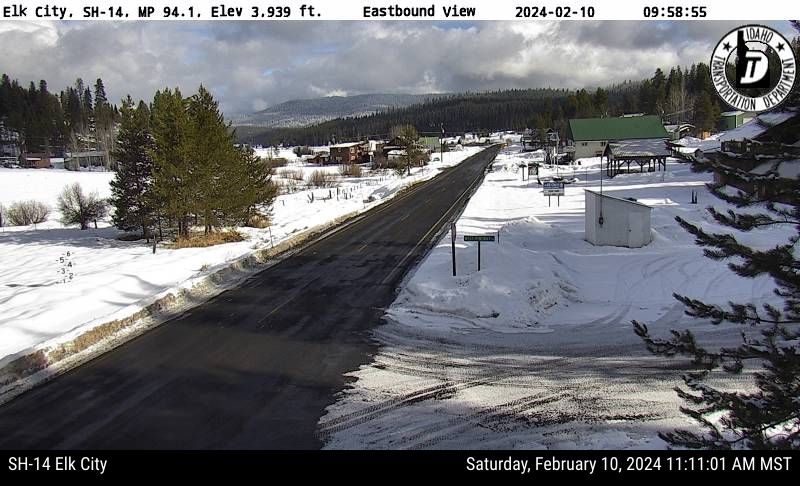 Elk City, SH-14, MP 94.1, Elev 3,939 ft. Eastbound View 2024-02-10 09:58:55
IDAHO
TRANSPORTATION DEPARTMENT
SH-14 Elk City Saturday, February 10, 2024 11:11:01 AM MST